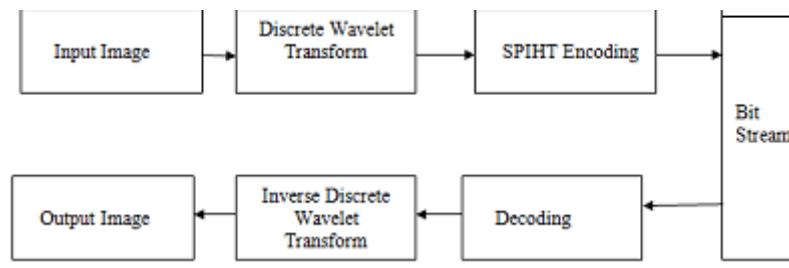 Input Image
Discrete Wavelet
Transform
SPIHT Encoding
Bit
Stream
Output Image
Inverse Discrete
Wavelet
Transform
Decoding